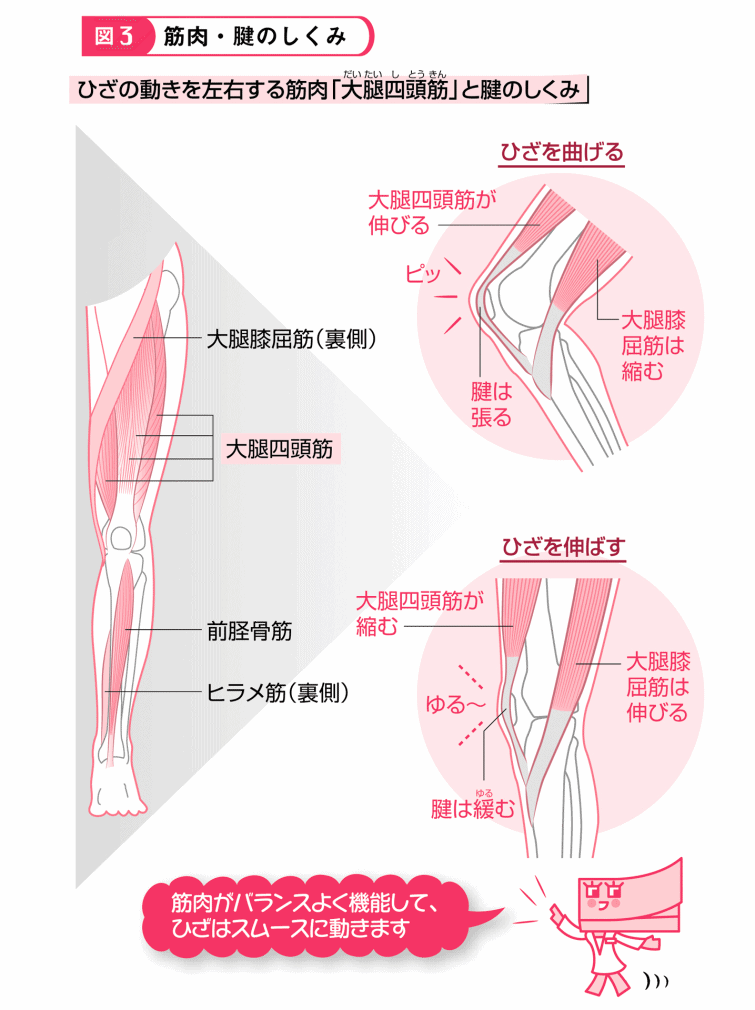 図3 筋肉・腱のしくみ
だいたいしとうきん
ひざの動きを左右する筋肉「大腿四頭筋」と腱のしくみ
大腿膝屈筋(裏側)
大腿四頭筋
前脛骨筋
ヒラメ筋(裏側)
ひざを曲げる
大腿四頭筋が
伸びる
ピッ
大腿膝
屈筋は
縮む
腱は
張る
ひざを伸ばす
大腿四頭筋が
縮む
ゆる〜
大腿膝
屈筋は
伸びる
ゆる
腱は緩む
筋肉がバランスよく機能して、
ひざはスムースに動きます